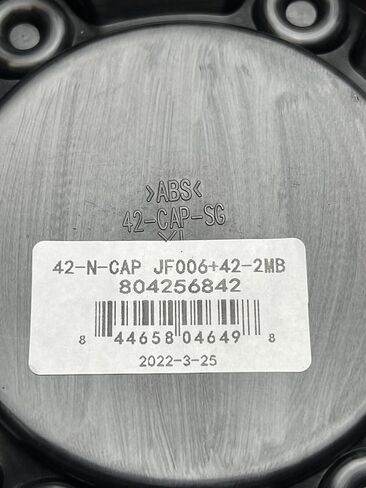 >ABS<
42-CAP-SG
42-N-CAP JF006+42-2MB
804256842
8 44658 04649 8
2022-3-25